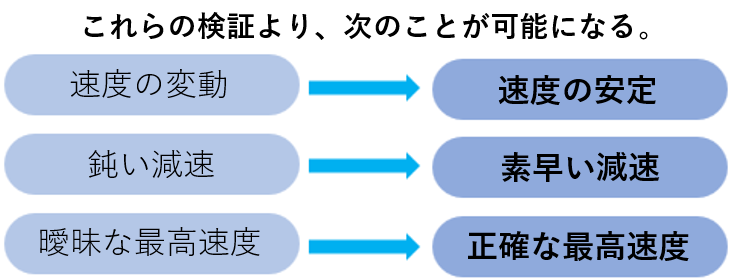 これらの検証より、次のことが可能になる。
速度の変動
速度の安定
鈍い減速
素早い減速
曖昧な最高速度
正確な最高速度